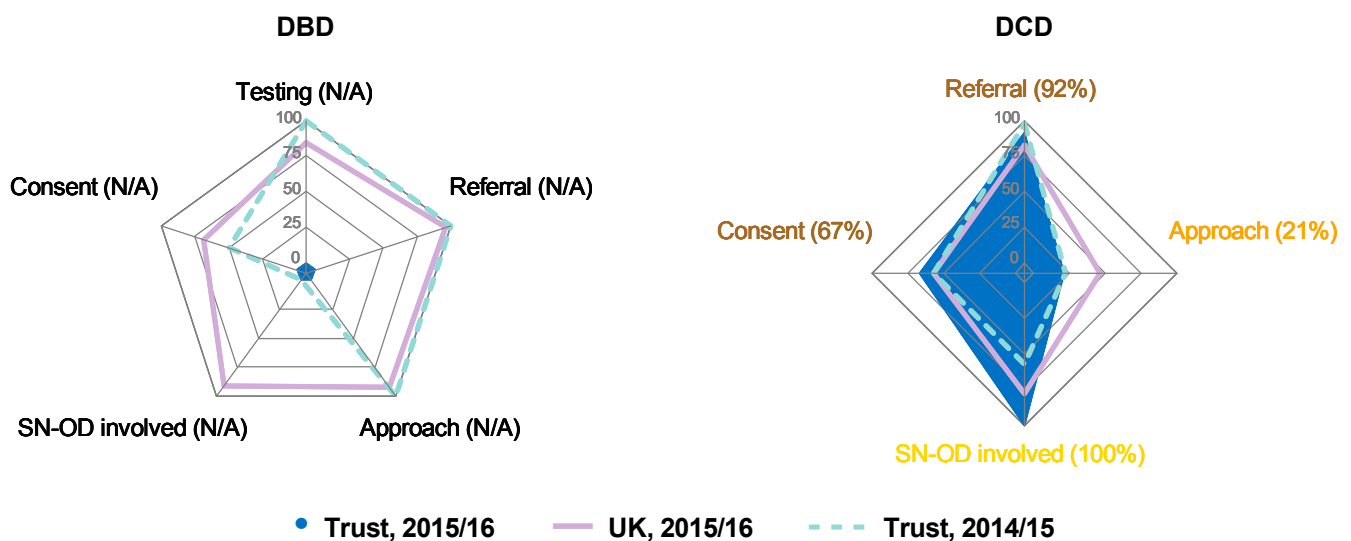 DBD
Testing (N/A)
100
75
50
25
0
Consent (N/A)
Referral (N/A)
SN-OD involved (N/A)
Approach (N/A)
DCD
Referral (92%)
100
75
50
25
0
Consent (67%)
Approach (21%)
SN-OD involved (100%)
Trust, 2015/16
UK, 2015/16
Trust, 2014/15